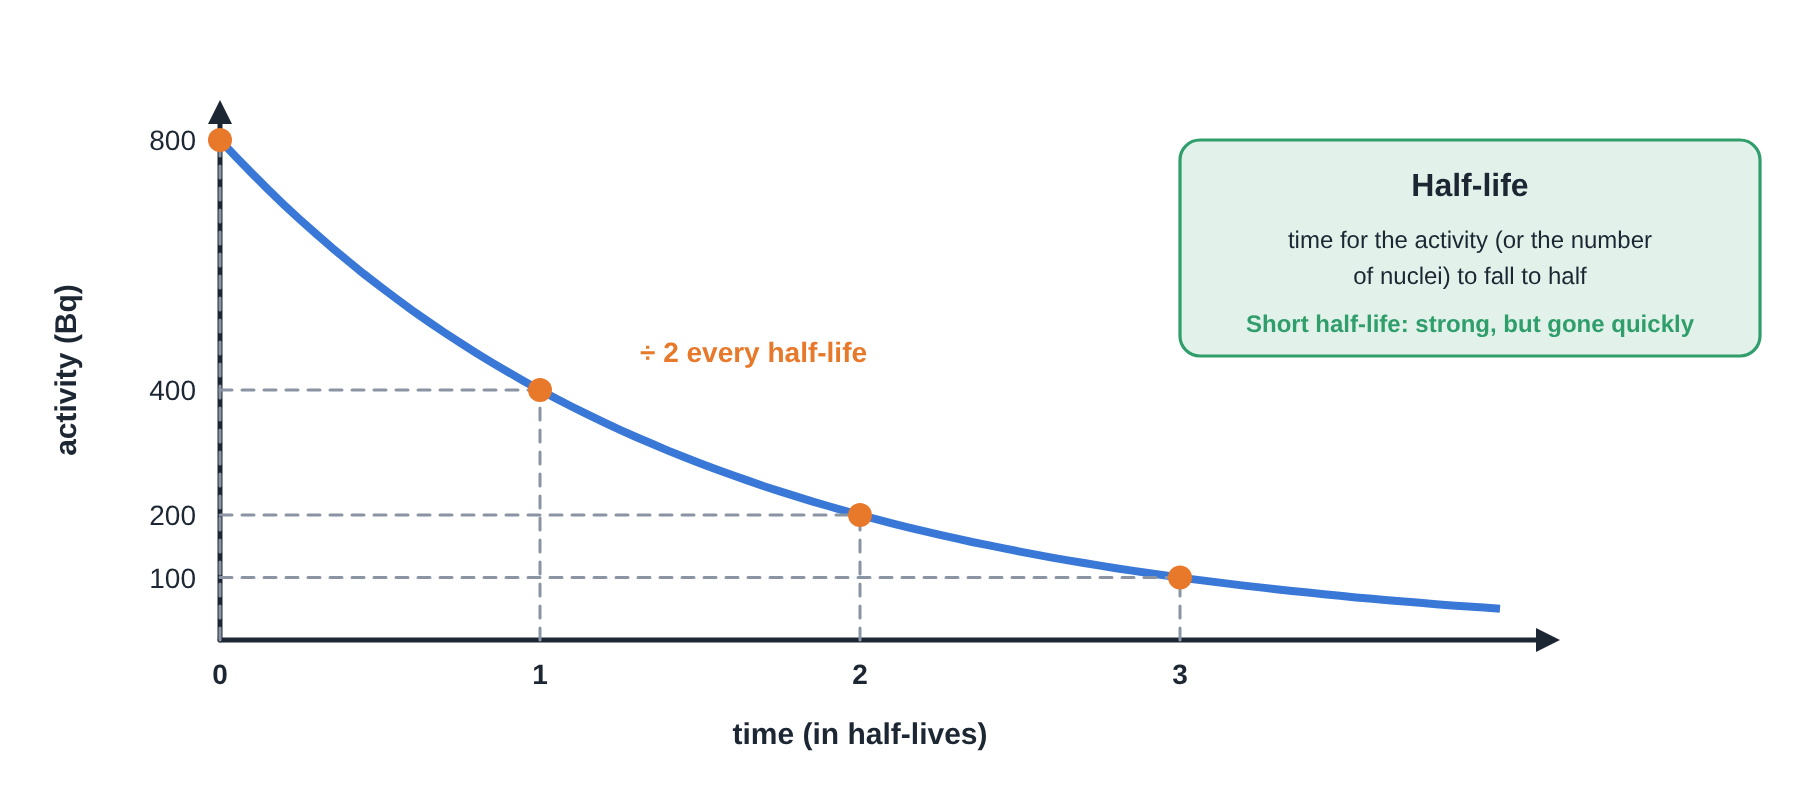 800
400
200
100
activity (Bq)
÷ 2 every half-life
Half-life
time for the activity (or the number
of nuclei) to fall to half
Short half-life: strong, but gone quickly
0
1
2
3
time (in half-lives)